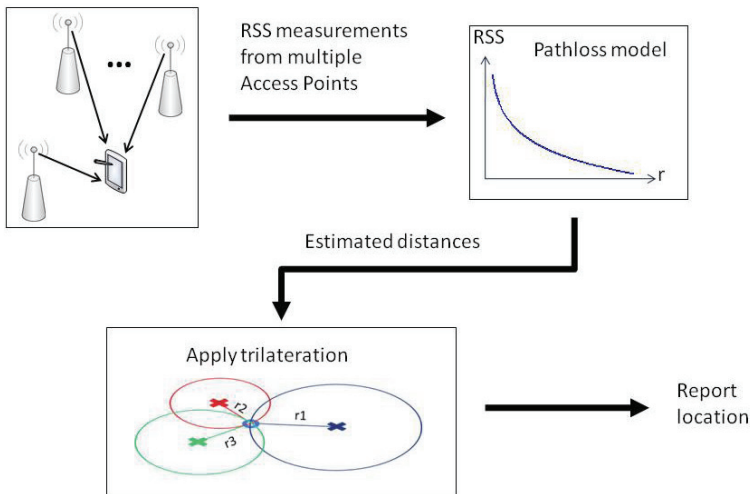 RSS measurements
from multiple
Access Points
RSS
Pathloss model
r
Estimated distances
Apply trilateration
r2
r1
r3
Report
location